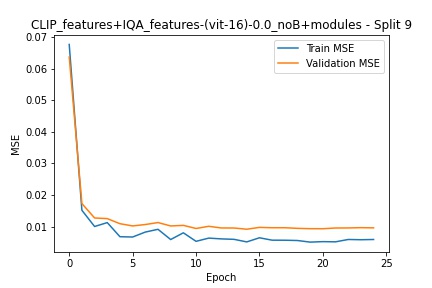 CLIP_features+IQA_features-(vit-16)-0.0_noB+modules - Split 9
Train MSE
Validation MSE
0.07
0.06
0.05
0.04
0.03
0.02
0.01
MSE
0
5
10
15
20
25
Epoch